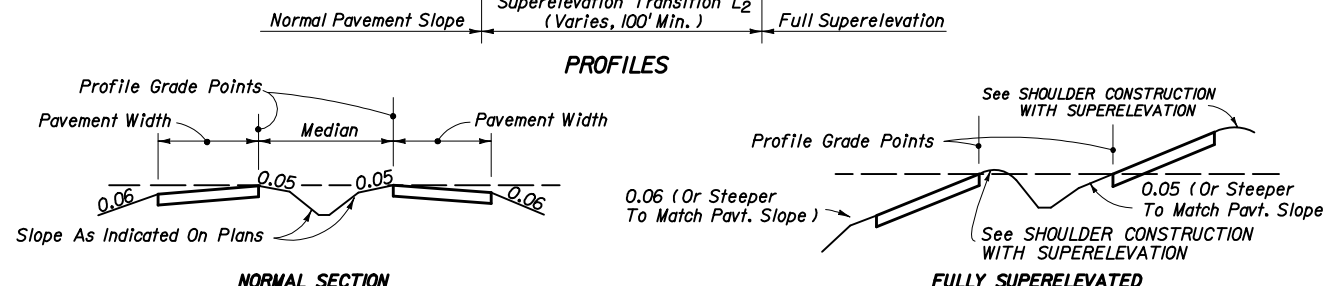 Superelevation Transition L2
(Varies, 100' Min.)
Normal Pavement Slope
Full Superelevation
PROFILES
Profile Grade Points
Pavement Width
Median
Pavement Width
0.06
0.05
0.05
0.06
Slope As Indicated On Plans
NORMAL SECTION
See SHOULDER CONSTRUCTION
WITH SUPERELEVATION
Profile Grade Points
0.06 (Or Steeper
To Match Pavt. Slope)
0.05 (Or Steeper
To Match Pavt. Slope
See SHOULDER CONSTRUCTION
WITH SUPERELEVATION
FULLY SUPERELEVATED